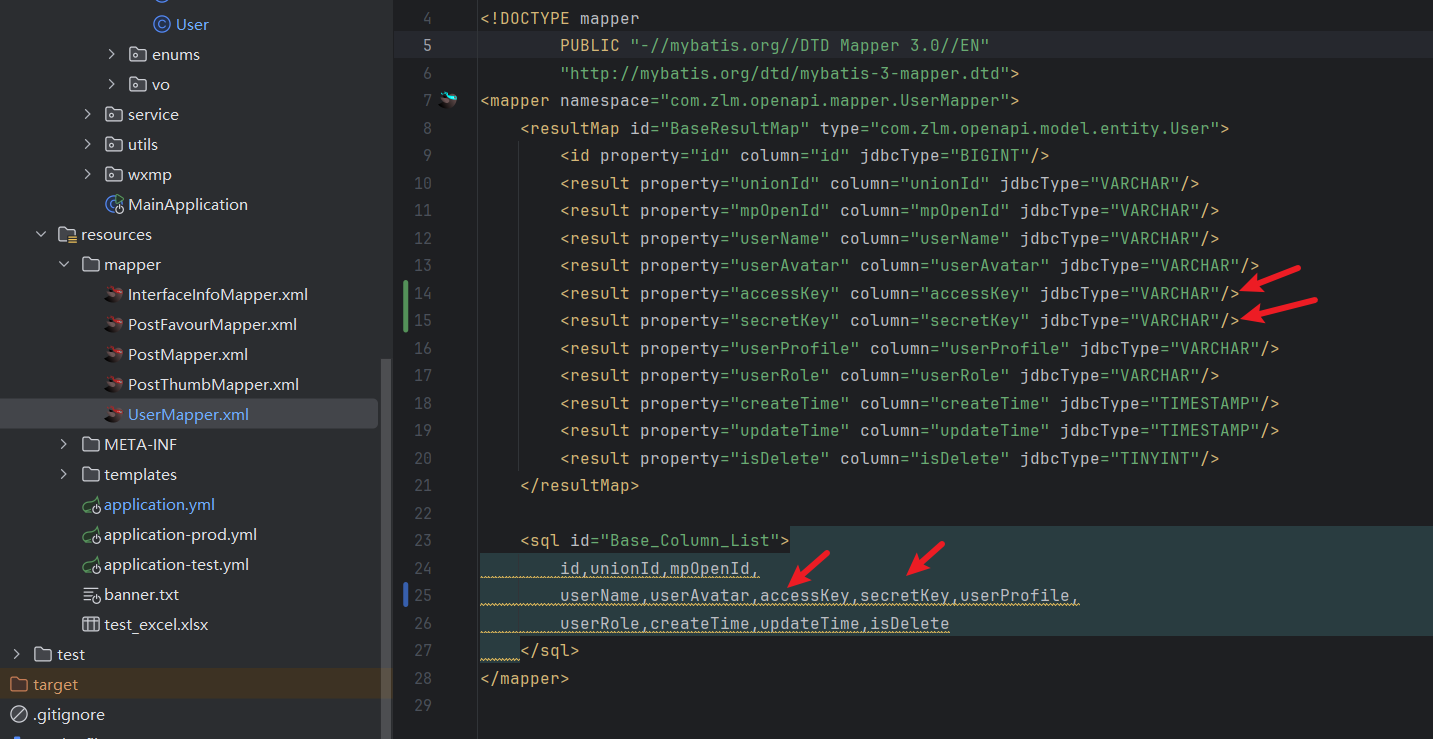 User
enums
vo
service
utils
wxmp
MainApplication
resources
mapper
InterfaceInfoMapper.xml
PostFavourMapper.xml
PostMapper.xml
PostThumbMapper.xml
UserMapper.xml
META-INF
templates
application.yml
application-prod.yml
application-test.yml
banner.txt
test_excel.xlsx
test
target
.gitignore
4 <!DOCTYPE mapper
5 PUBLIC "-//mybatis.org//DTD Mapper 3.0//EN"
6 "http://mybatis.org/dtd/mybatis-3-mapper.dtd">
7 <mapper namespace="com.zlm.openapi.mapper.UserMapper">
8 <resultMap id="BaseResultMap" type="com.zlm.openapi.model.entity.User">
9 <id property="id" column="id" jdbcType="BIGINT"/>
10 <result property="unionId" column="unionId" jdbcType="VARCHAR"/>
11 <result property="mpOpenId" column="mpOpenId" jdbcType="VARCHAR"/>
12 <result property="userName" column="userName" jdbcType="VARCHAR"/>
13 <result property="userAvatar" column="userAvatar" jdbcType="VARCHAR"/>
14 <result property="accessKey" column="accessKey" jdbcType="VARCHAR"/>
15 <result property="secretKey" column="secretKey" jdbcType="VARCHAR"/>
16 <result property="userProfile" column="userProfile" jdbcType="VARCHAR"/>
17 <result property="userRole" column="userRole" jdbcType="VARCHAR"/>
18 <result property="createTime" column="createTime" jdbcType="TIMESTAMP"/>
19 <result property="updateTime" column="updateTime" jdbcType="TIMESTAMP"/>
20 <result property="isDelete" column="isDelete" jdbcType="TINYINT"/>
21 </resultMap>
22
23 <sql id="Base_Column_List">
24 id,unionId,mpOpenId,
25 userName,userAvatar,accessKey,secretKey,userProfile,
26 userRole,createTime,updateTime,isDelete
27 </sql>
28 </mapper>
29